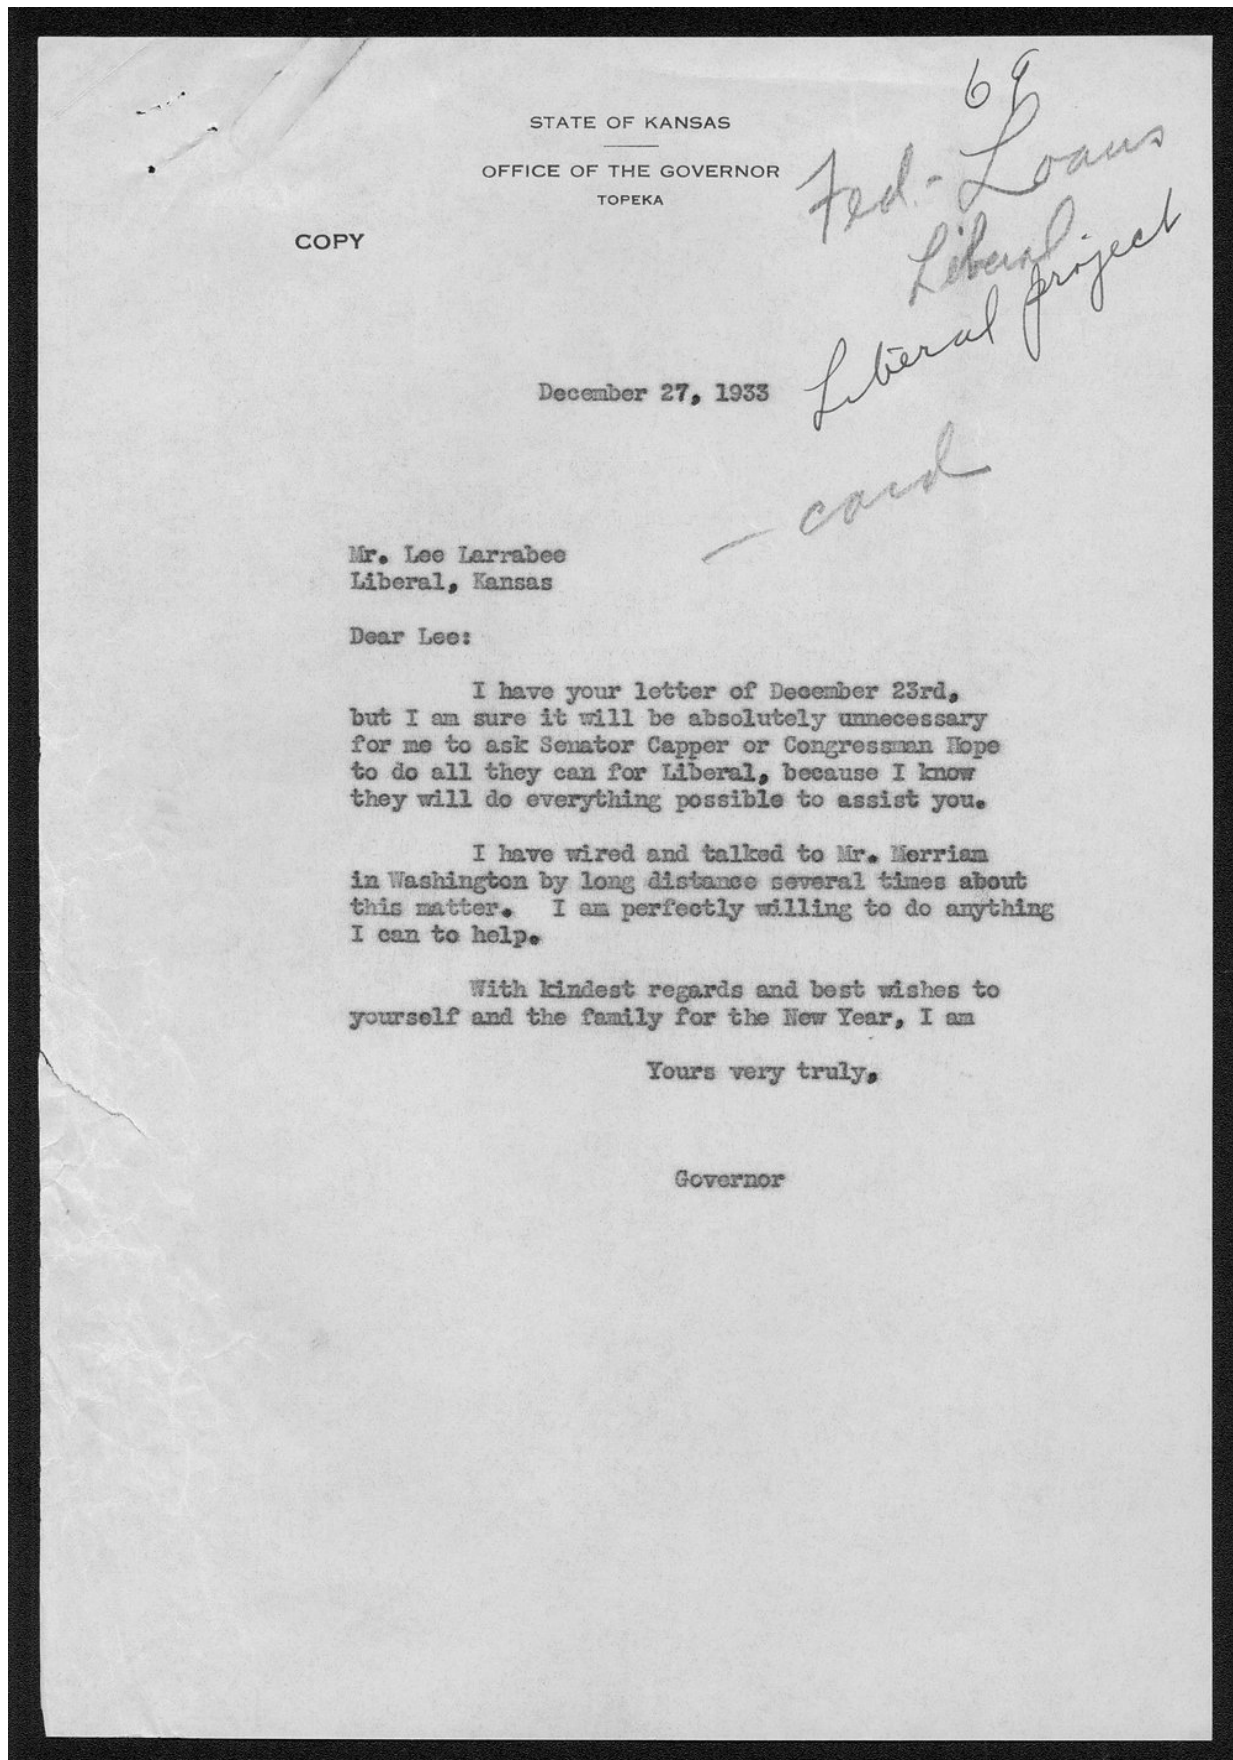 69
STATE OF KANSAS
OFFICE OF THE GOVERNOR
TOPEKA
Fed. - Loans
Liberal
Liberal project
COPY
December 27, 1933
- card
Mr. Lee Larrabee
Liberal, Kansas
Dear Lee:
I have your letter of December 23rd,
but I am sure it will be absolutely unnecessary
for me to ask Senator Capper or Congressman Hope
to do all they can for Liberal, because I know
they will do everything possible to assist you.
I have wired and talked to Mr. Merriam
in Washington by long distance several times about
this matter. I am perfectly willing to do anything
I can to help.
With kindest regards and best wishes to
yourself and the family for the New Year, I am
Yours very truly,
Governor